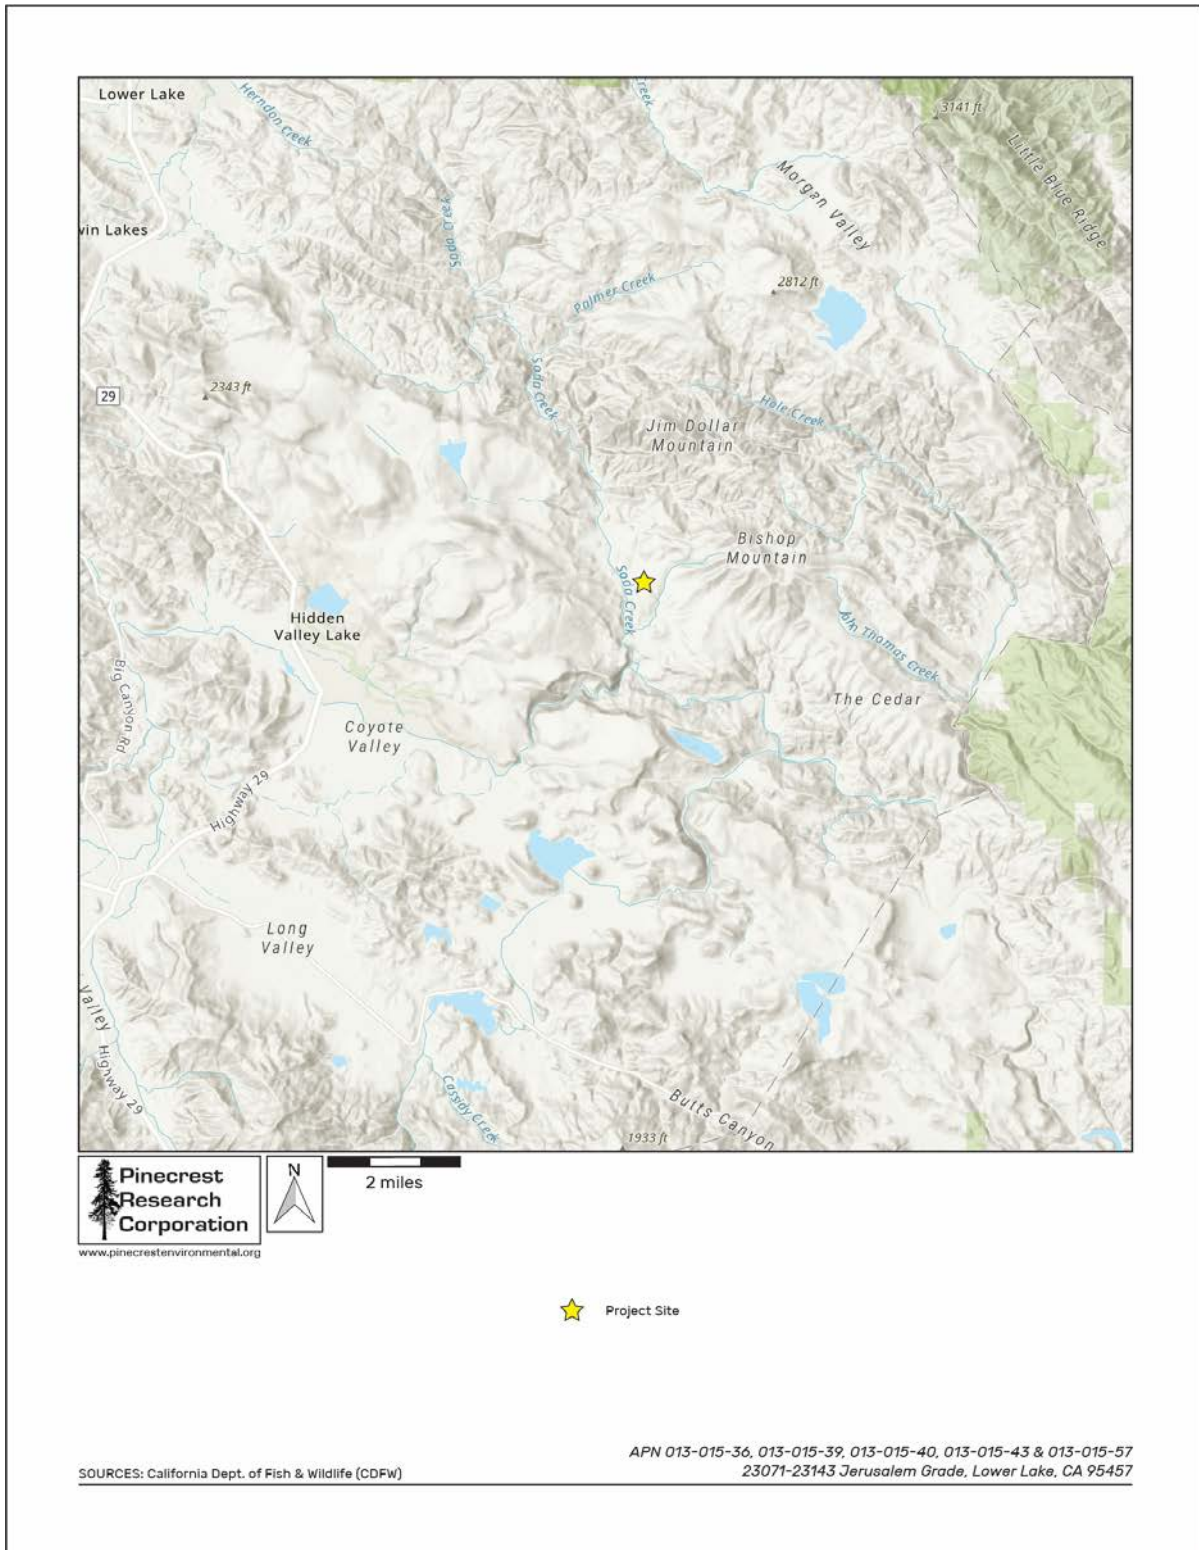 Lower Lake
Herndon Creek
Creek
3141 ft
Little Blue Ridge
Morgan Valley
Soda Creek
win Lakes
Palmer Creek
2812 ft
Soda Creek
29
2343 ft
Hale Creek
Jim Dollar
Mountain
Bishop
Mountain
Soda Creek
Hidden
Valley Lake
John Thomas Creek
Big Canyon Rd
The Cedar
Coyote
Valley
Highway 29
Long
Valley
Valley
Highway 29
Cassidy Creek
Butts Canyon
1933 ft
Pinecrest
Research
Corporation
N
2 miles
www.pinecrestenvironmental.org
Project Site
APN 013-015-36, 013-015-39, 013-015-40, 013-015-43 & 013-015-57
SOURCES: California Dept. of Fish & Wildlife (CDFW)
23071-23143 Jerusalem Grade, Lower Lake, CA 95457